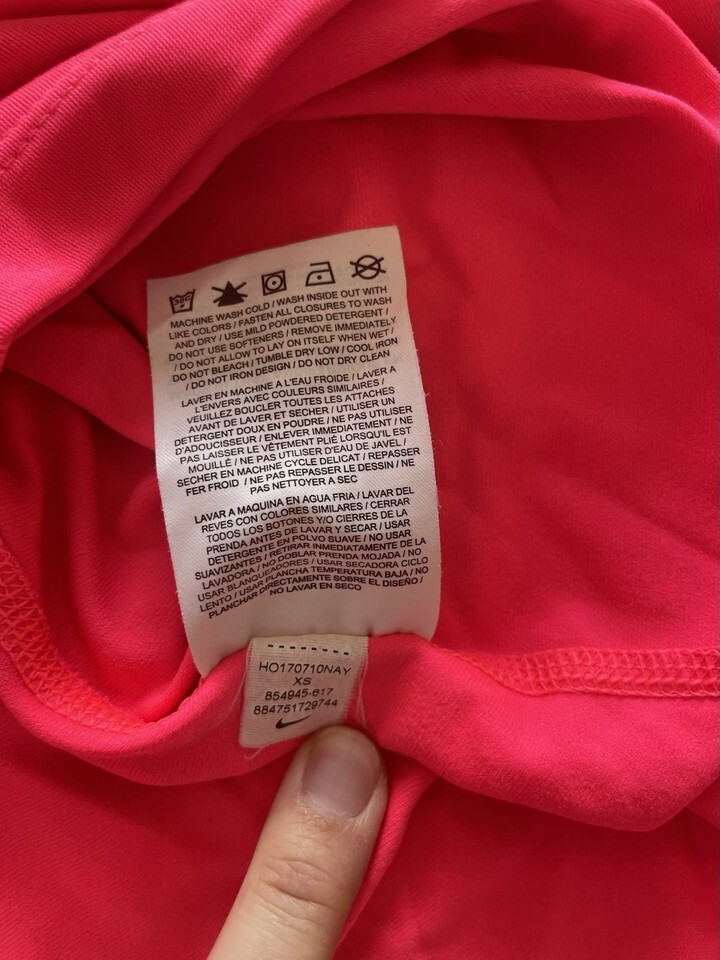 30C
MACHINE WASH COLD / WASH INSIDE OUT WITH
LIKE COLORS / FASTEN ALL CLOSURES TO WASH
AND DRY / USE MILD POWDERED DETERGENT /
DO NOT USE SOFTENERS / REMOVE IMMEDIATELY
/ DO NOT ALLOW TO LAY ON ITSELF WHEN WET /
DO NOT BLEACH / TUMBLE DRY LOW / COOL IRON
/ DO NOT IRON DESIGN / DO NOT DRY CLEAN
LAVER EN MACHINE A L'EAU FROIDE / LAVER A
L'ENVERS AVEC COULEURS SIMILAIRES /
VEUILLEZ BOUCLER TOUTES LES ATTACHES
AVANT DE LAVER ET SECHER / UTILISER UN
DETERGENT DOUX EN POUDRE / NE PAS UTILISER
D'ADOUCISSEUR / ENLEVER IMMEDIATEMENT / NE
PAS LAISSER LE VÊTEMENT PLIÉ LORSQU'IL EST
MOUILLÉ / NE PAS UTILISER D'EAU DE JAVEL /
SECHER EN MACHINE CYCLE DELICAT / REPASSER
FER FROID / NE PAS REPASSER LE DESSIN / NE
PAS NETTOYER A SEC
LAVAR A MAQUINA EN AGUA FRIA / LAVAR DEL
REVES CON COLORES SIMILARES / CERRAR
TODOS LOS BOTONES Y/O CIERRES DE LA
PRENDA ANTES DE LAVAR Y SECAR / USAR
DETERGENTE EN POLVO SUAVE / NO USAR
SUAVIZANTES / RETIRAR INMEDIATAMENTE DE LA
LAVADORA / NO DOBLAR PRENDA MOJADA / NO
USAR BLANQUEADORES / USAR SECADORA CICLO
LENTO / USAR PLANCHA TEMPERATURA BAJA / NO
PLANCHAR DIRECTAMENTE SOBRE EL DISEÑO /
NO LAVAR EN SECO
HO170710NAY
XS
854945-617
884751729744